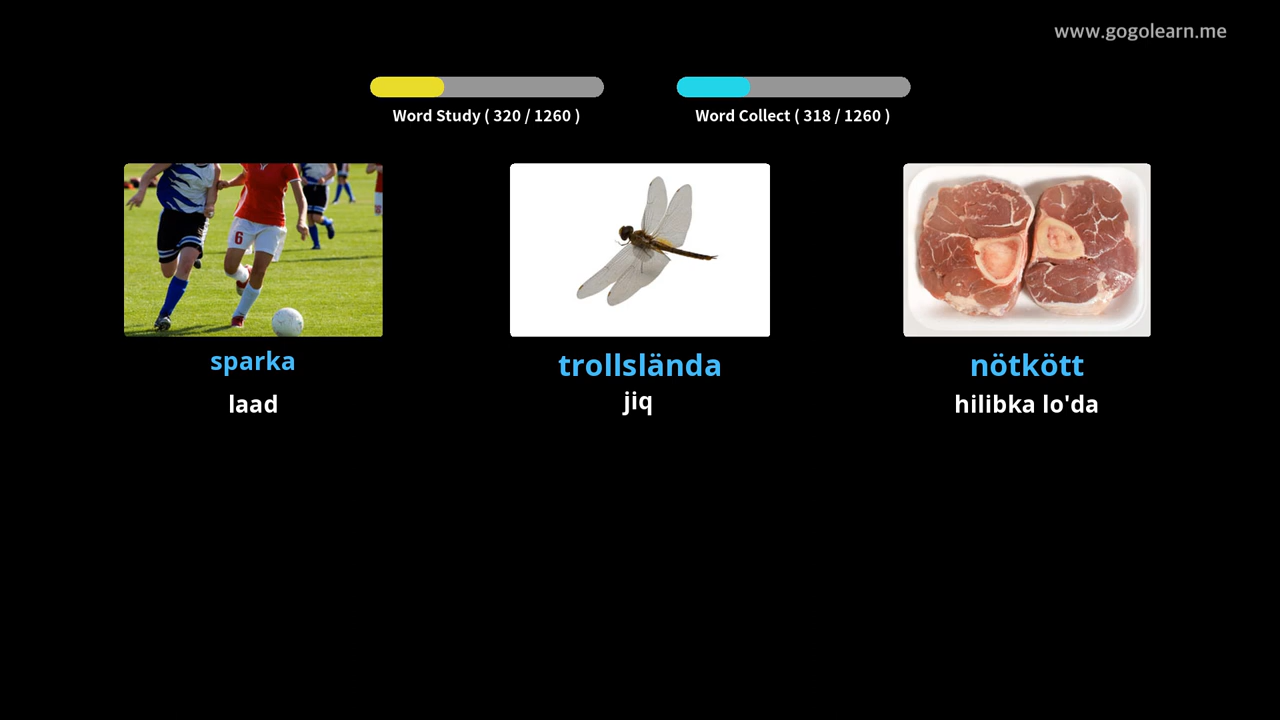 www.gogolearn.me
Word Study ( 320 / 1260 )
Word Collect ( 318 / 1260 )
6
sparka
trollslända
nötkött
laad
jiq
hilibka lo'da